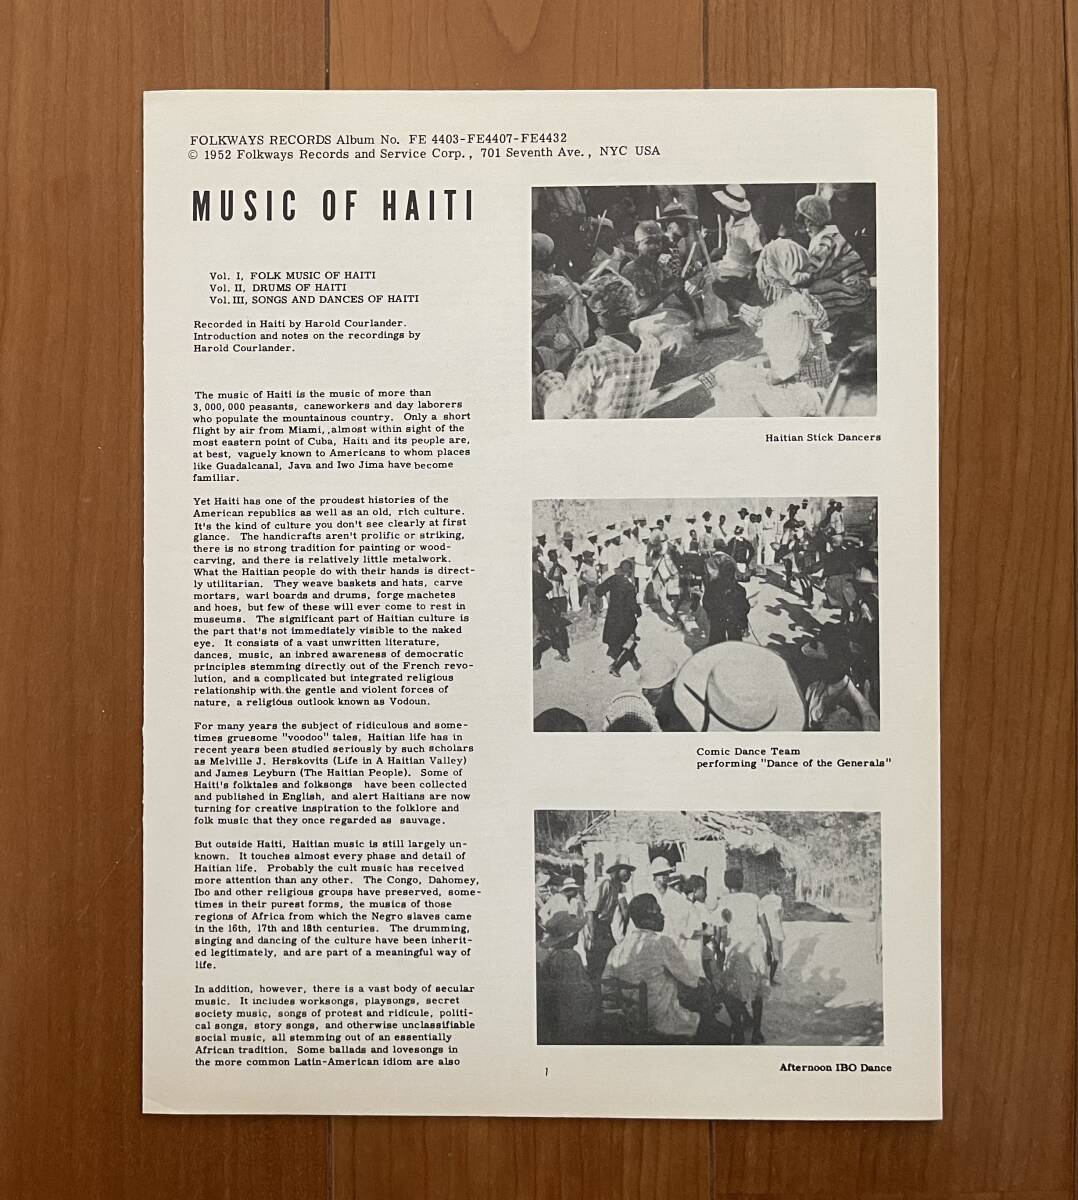 FOLKWAYS RECORDS Album No. FE 4403-FE4407-FE4432
© 1952 Folkways Records and Service Corp., 701 Seventh Ave., NYC USA
MUSIC OF HAITI
Vol. I, FOLK MUSIC OF HAITI
Vol. II, DRUMS OF HAITI
Vol. III, SONGS AND DANCES OF HAITI
Recorded in Haiti by Harold Courlander.
Introduction and notes on the recordings by
Harold Courlander.
The music of Haiti is the music of more than
3,000,000 peasants, caneworkers and day laborers
who populate the mountainous country. Only a short
flight by air from Miami, ,almost within sight of the
most eastern point of Cuba, Haiti and its people are,
at best, vaguely known to Americans to whom places
like Guadalcanal, Java and Iwo Jima have become
familiar.
Yet Haiti has one of the proudest histories of the
American republics as well as an old, rich culture.
It's the kind of culture you don't see clearly at first
glance. The handicrafts aren't prolific or striking,
there is no strong tradition for painting or wood-
carving, and there is relatively little metalwork.
What the Haitian people do with their hands is direct-
ly utilitarian. They weave baskets and hats, carve
mortars, wari boards and drums, forge machetes
and hoes, but few of these will ever come to rest in
museums. The significant part of Haitian culture is
the part that's not immediately visible to the naked
eye. It consists of a vast unwritten literature,
dances, music, an inbred awareness of democratic
principles stemming directly out of the French revo-
lution, and a complicated but integrated religious
relationship with.the gentle and violent forces of
nature, a religious outlook known as Vodoun.
For many years the subject of ridiculous and some-
times gruesome "voodoo" tales, Haitian life has in
recent years been studied seriously by such scholars
as Melville J. Herskovits (Life in A Haitian Valley)
and James Leyburn (The Haitian People). Some of
Haiti's folktales and folksongs have been collected
and published in English, and alert Haitians are now
turning for creative inspiration to the folklore and
folk music that they once regarded as sauvage.
But outside Haiti, Haitian music is still largely un-
known. It touches almost every phase and detail of
Haitian life. Probably the cult music has received
more attention than any other. The Congo, Dahomey,
Ibo and other religious groups have preserved, some-
times in their purest forms, the musics of those
regions of Africa from which the Negro slaves came
in the 16th, 17th and 18th centuries. The drumming,
singing and dancing of the culture have been inherit-
ed legitimately, and are part of a meaningful way of
life.
In addition, however, there is a vast body of secular
music. It includes worksongs, playsongs, secret
society music, songs of protest and ridicule, politi-
cal songs, story songs, and otherwise unclassifiable
social music, all stemming out of an essentially
African tradition. Some ballads and lovesongs in
the more common Latin-American idiom are also
Haitian Stick Dancers
Comic Dance Team
performing "Dance of the Generals"
Afternoon IBO Dance
1